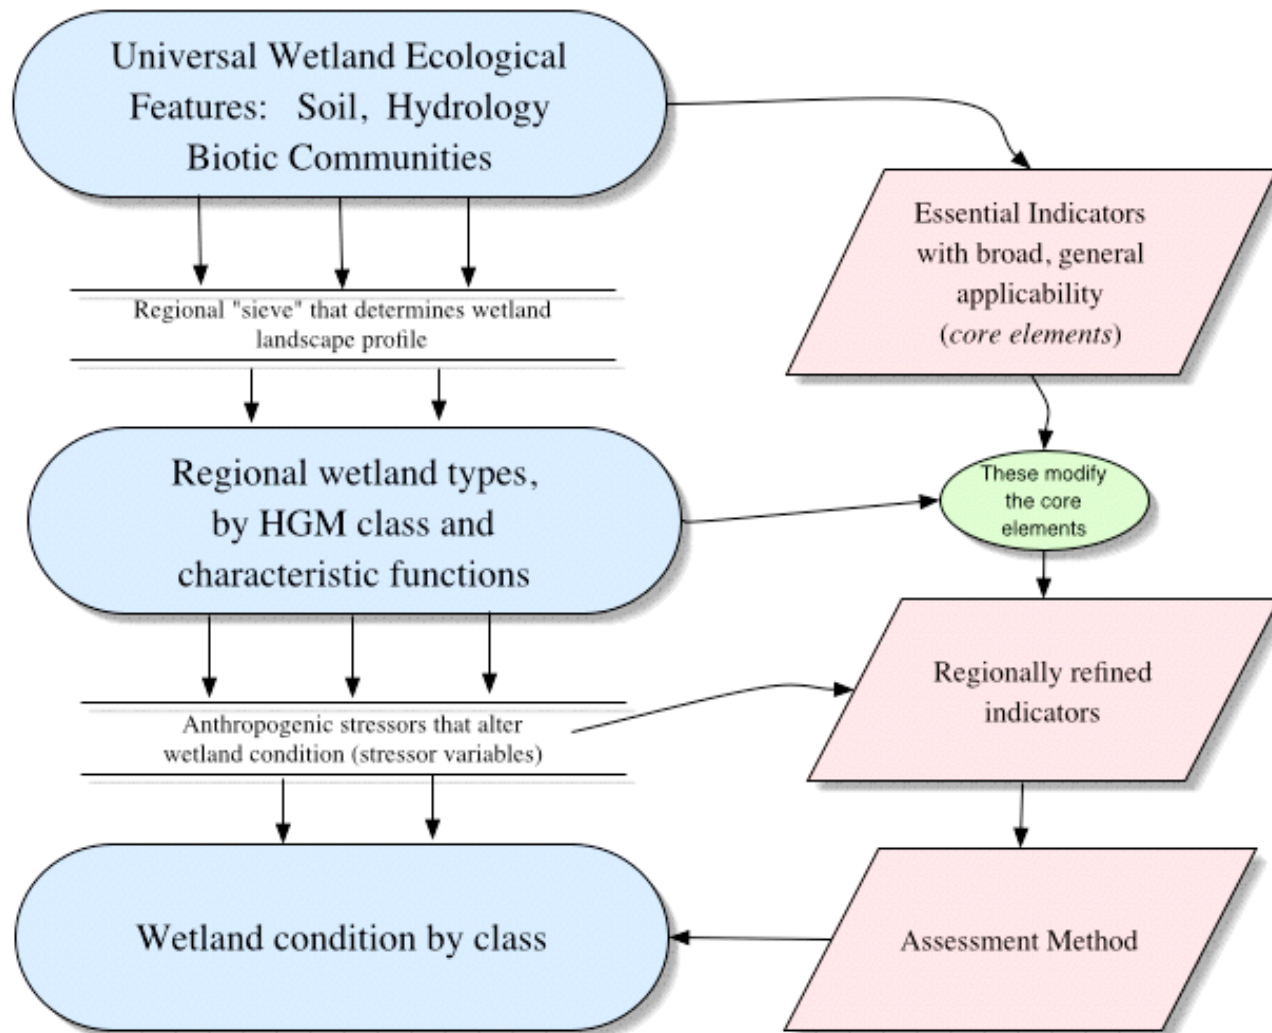 Universal Wetland Ecological
Features: Soil, Hydrology
Biotic Communities
Essential Indicators
with broad, general
applicability
(core elements)
Regional "sieve" that determines wetland
landscape profile
Regional wetland types,
by HGM class and
characteristic functions
These modify
the core
elements
Regionally refined
indicators
Anthropogenic stressors that alter
wetland condition (stressor variables)
Wetland condition by class
Assessment Method